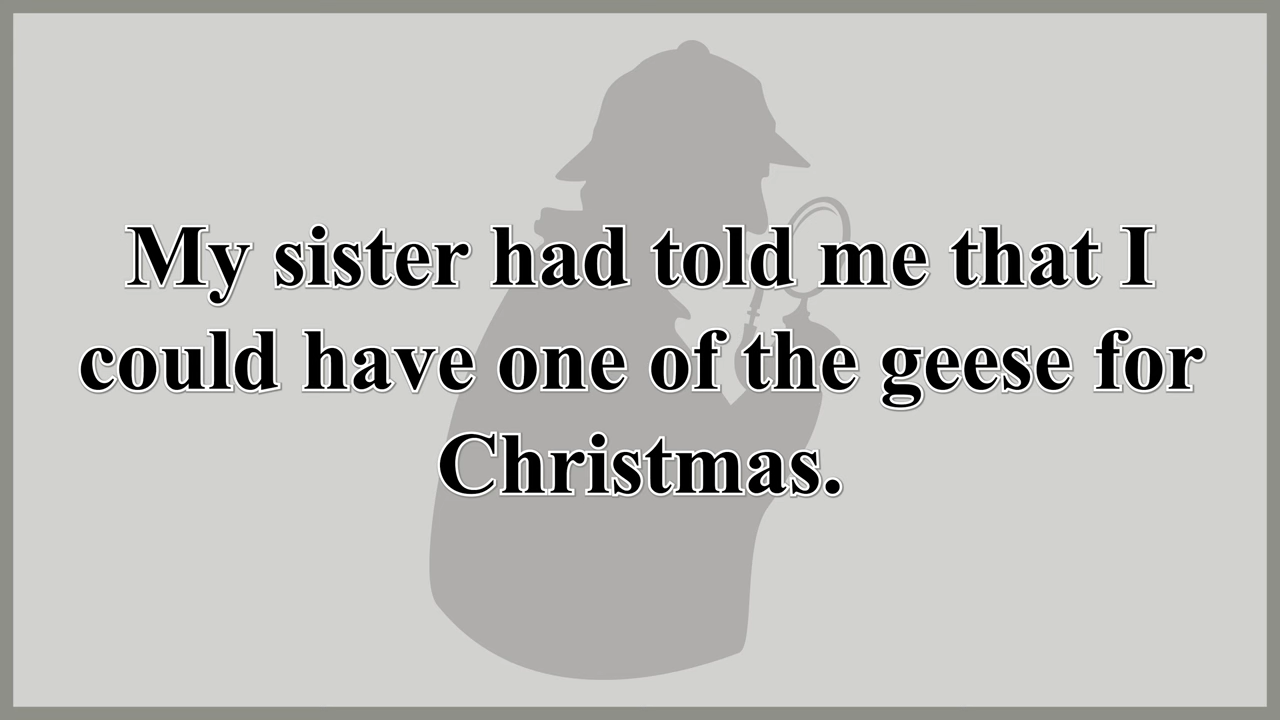 My sister had told me that I
could have one of the geese for
Christmas.